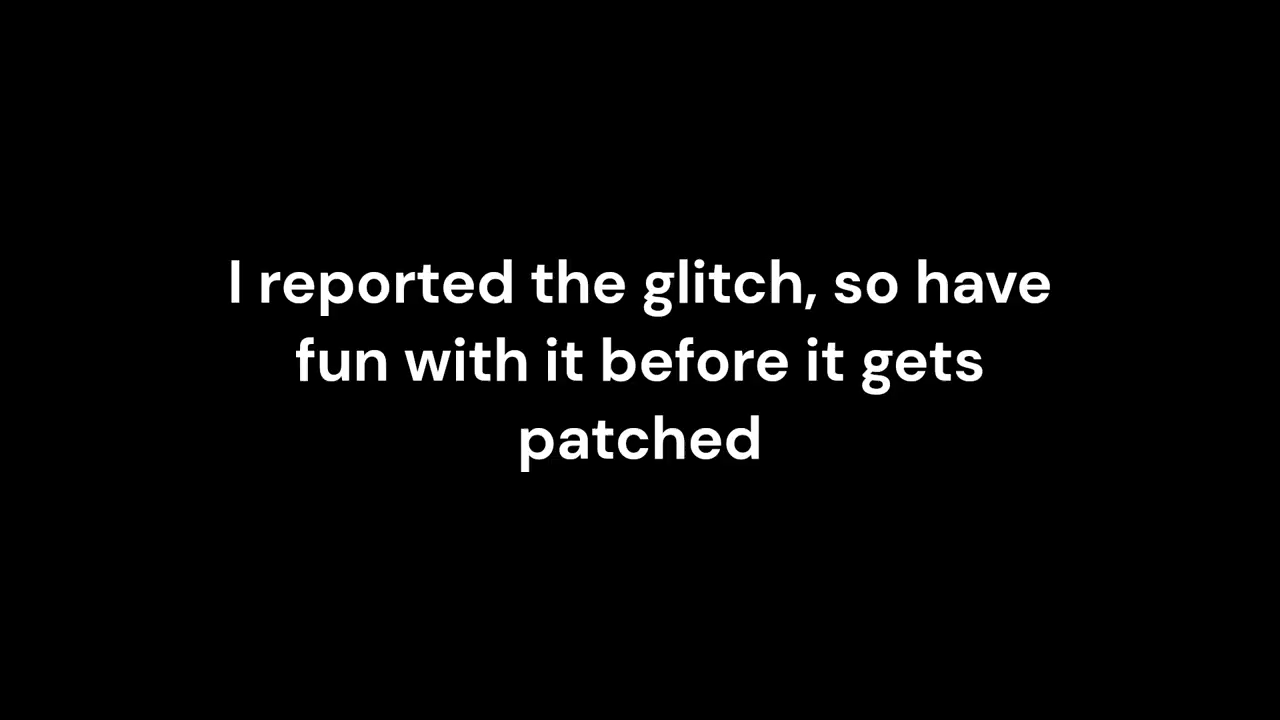 I reported the glitch, so have
fun with it before it gets
patched